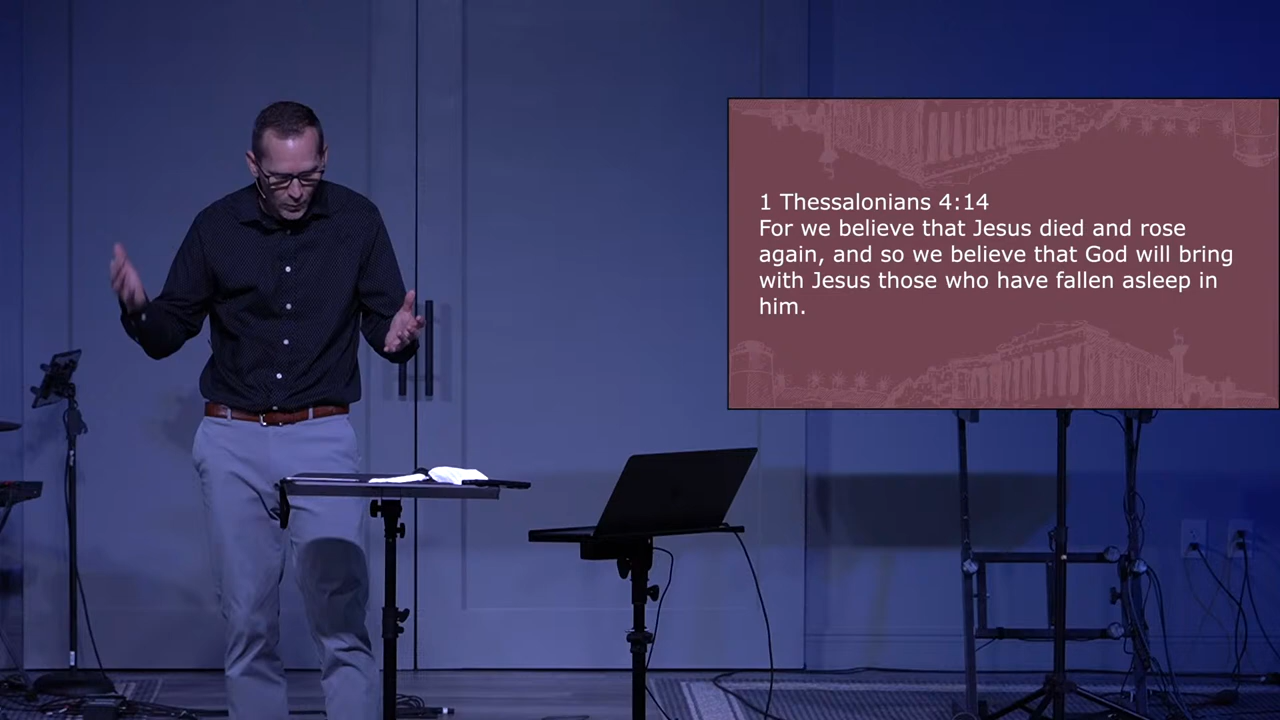 1 Thessalonians 4:14
For we believe that Jesus died and rose
again, and so we believe that God will bring
with Jesus those who have fallen asleep in
him.